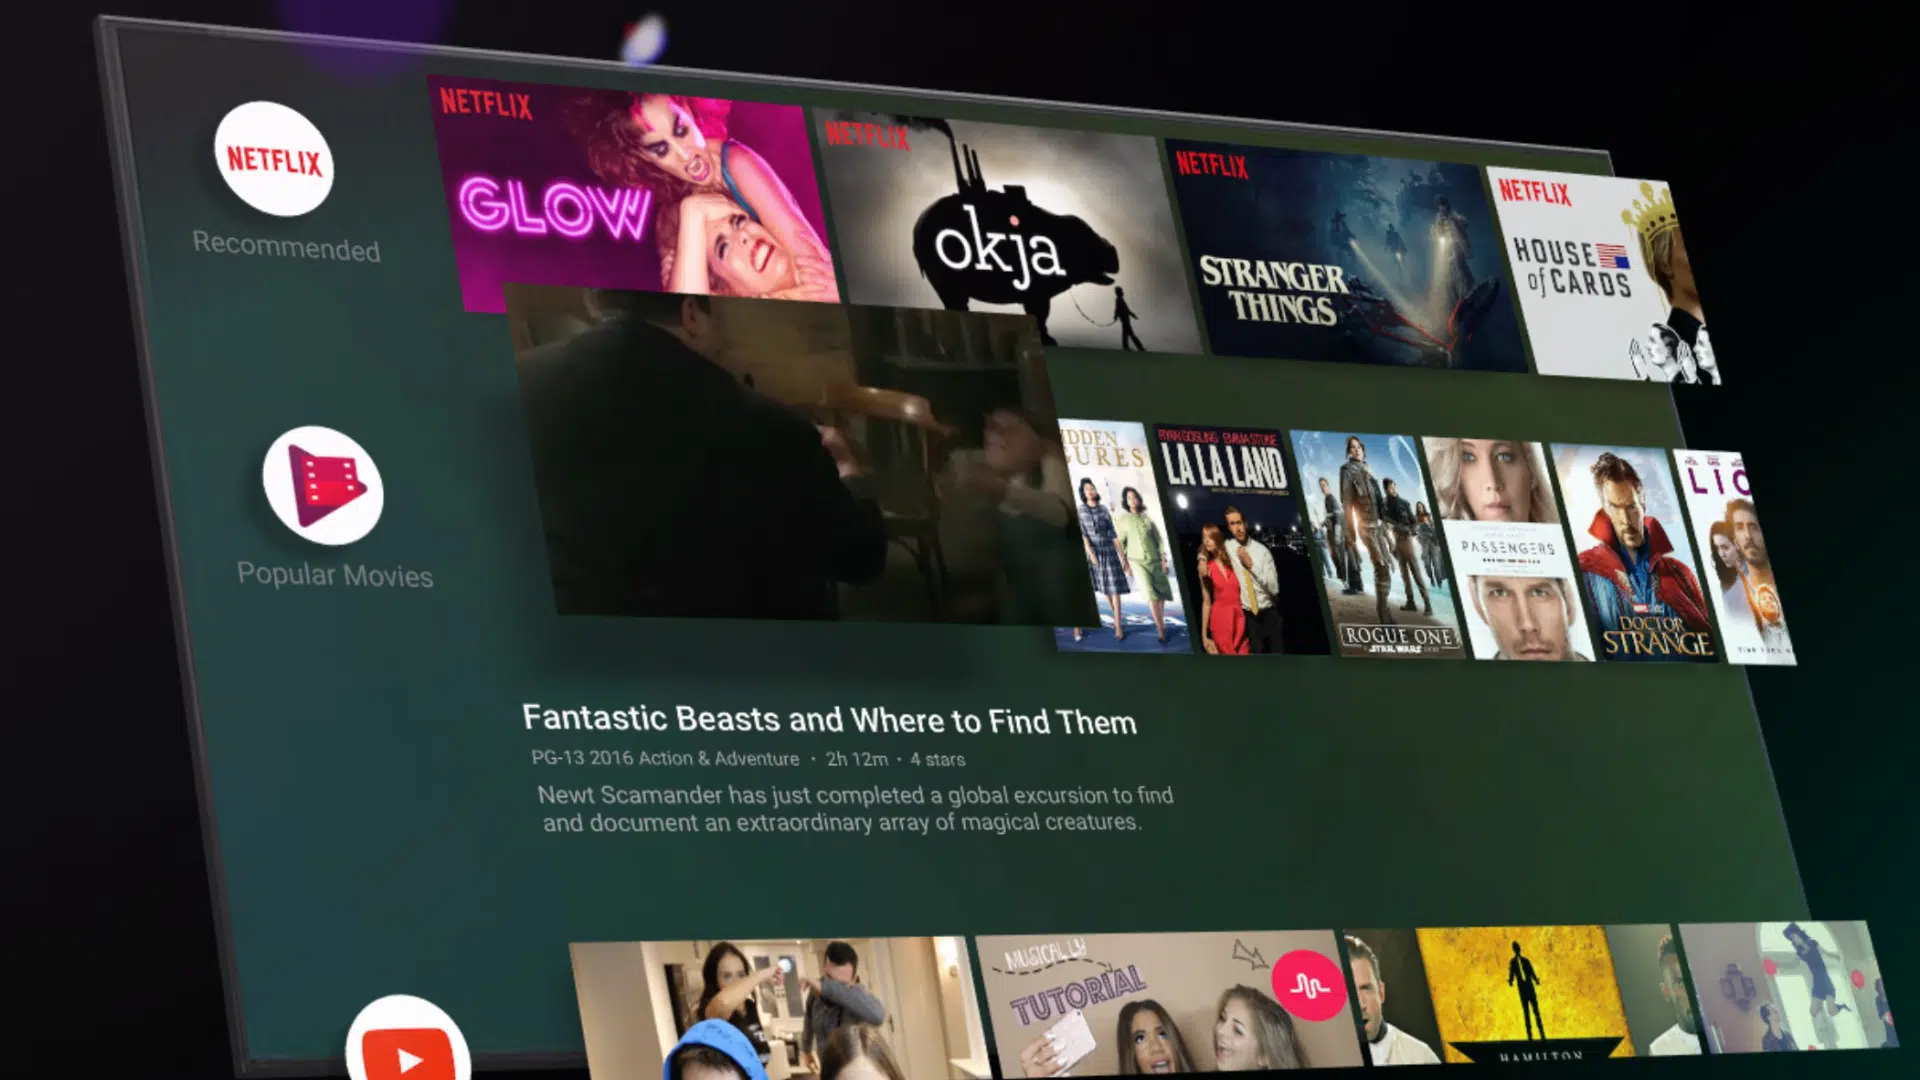 NETFLIX
Recommended
NETFLIX
GLOW
NETFLIX
okja
NETFLIX
STRANGER
THINGS
NETFLIX
HOUSE
of CARDS
Popular Movies
IDDEN
GURES
RYAN GOSLING EMMA STONE
LA LA LAND
ROGUE ONE
STAR WARS
PASSENGERS
DOCTOR
STRANGE
LIO
Fantastic Beasts and Where to Find Them
PG-13 2016 Action & Adventure · 2h 12m · 4 stars
Newt Scamander has just completed a global excursion to find
and document an extraordinary array of magical creatures.
MUSICAL.LY
TUTORIAL
HAMILTON